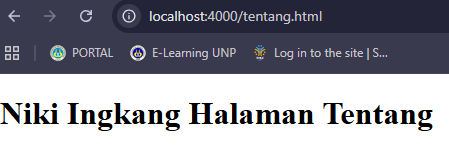 localhost:4000/tentang.html
PORTAL E-Learning UNP Log in to the site | S...
Niki Ingkang Halaman Tentang